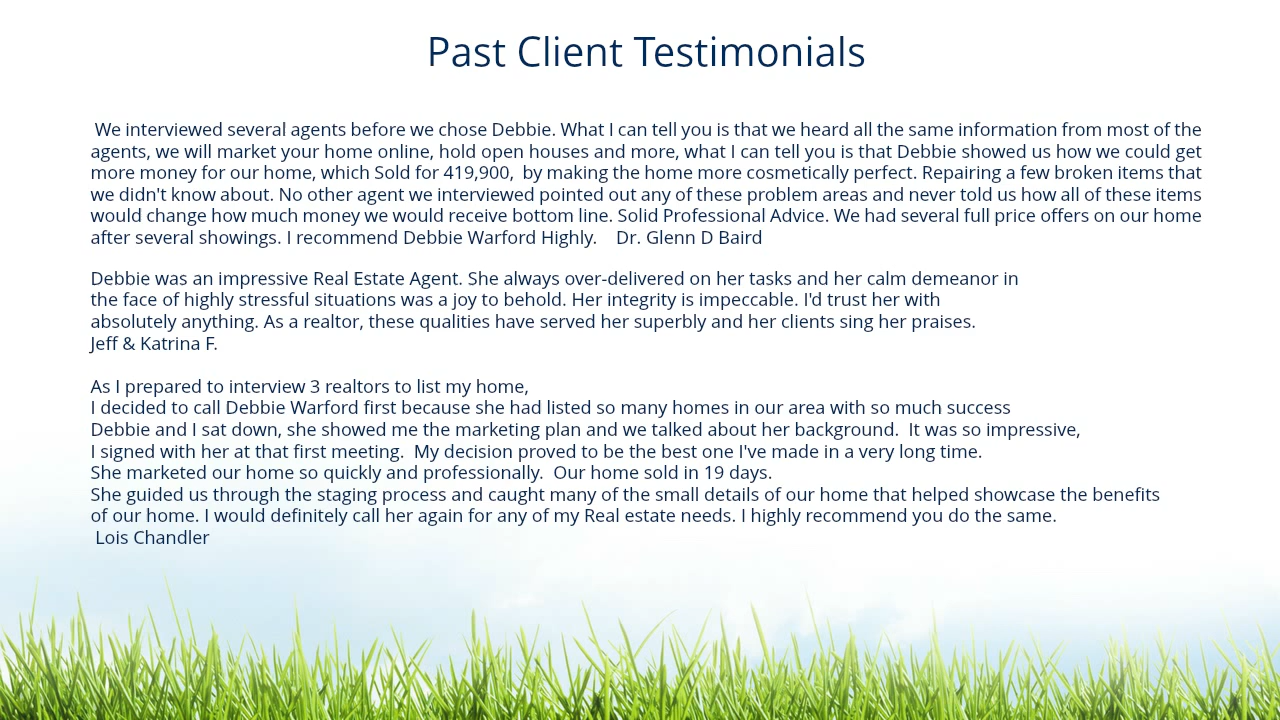 Past Client Testimonials
We interviewed several agents before we chose Debbie. What I can tell you is that we heard all the same information from most of the
agents, we will market your home online, hold open houses and more, what I can tell you is that Debbie showed us how we could get
more money for our home, which Sold for 419,900,  by making the home more cosmetically perfect. Repairing a few broken items that
we didn't know about. No other agent we interviewed pointed out any of these problem areas and never told us how all of these items
would change how much money we would receive bottom line. Solid Professional Advice. We had several full price offers on our home
after several showings. I recommend Debbie Warford Highly.    Dr. Glenn D Baird
Debbie was an impressive Real Estate Agent. She always over-delivered on her tasks and her calm demeanor in
the face of highly stressful situations was a joy to behold. Her integrity is impeccable. I'd trust her with
absolutely anything. As a realtor, these qualities have served her superbly and her clients sing her praises.
Jeff & Katrina F.
As I prepared to interview 3 realtors to list my home,
I decided to call Debbie Warford first because she had listed so many homes in our area with so much success
Debbie and I sat down, she showed me the marketing plan and we talked about her background.  It was so impressive,
I signed with her at that first meeting.  My decision proved to be the best one I've made in a very long time.
She marketed our home so quickly and professionally.  Our home sold in 19 days.
She guided us through the staging process and caught many of the small details of our home that helped showcase the benefits
of our home. I would definitely call her again for any of my Real estate needs. I highly recommend you do the same.
Lois Chandler